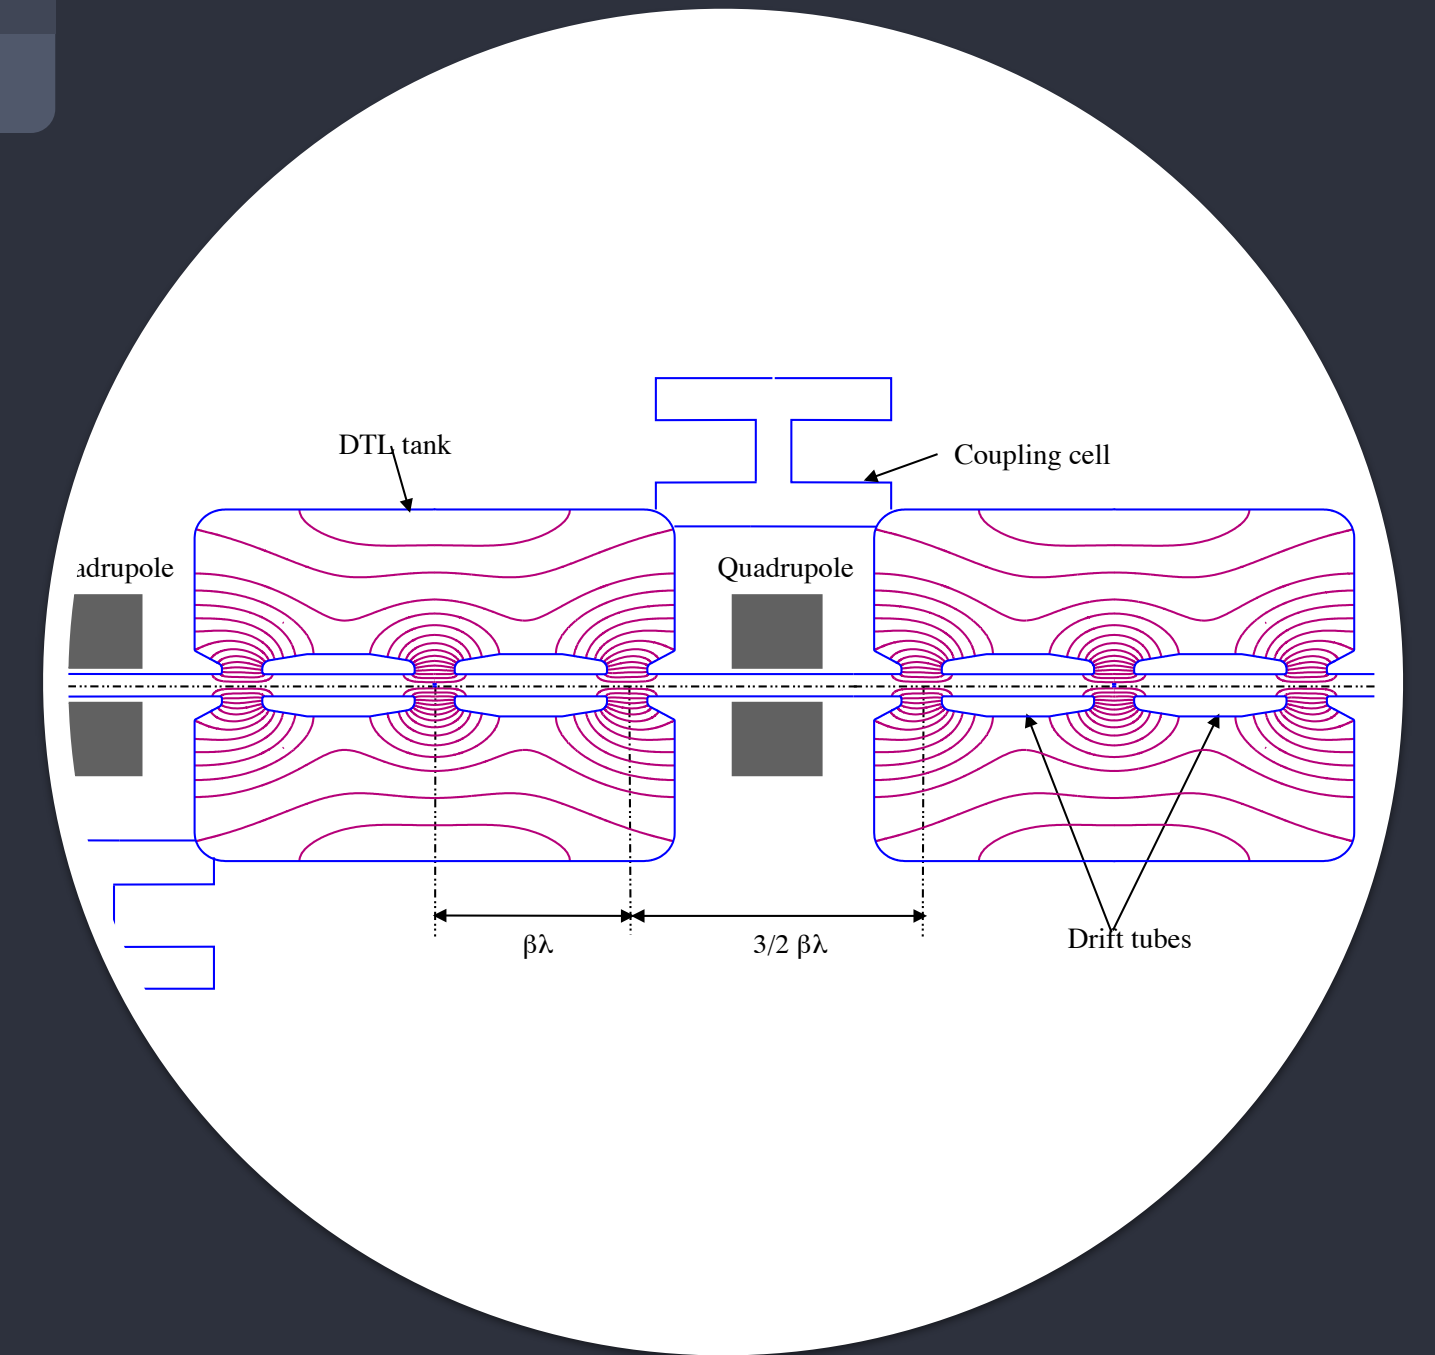 DTL tank
Coupling cell
adrupole
Quadrupole
βλ
3/2 βλ
Drift tubes